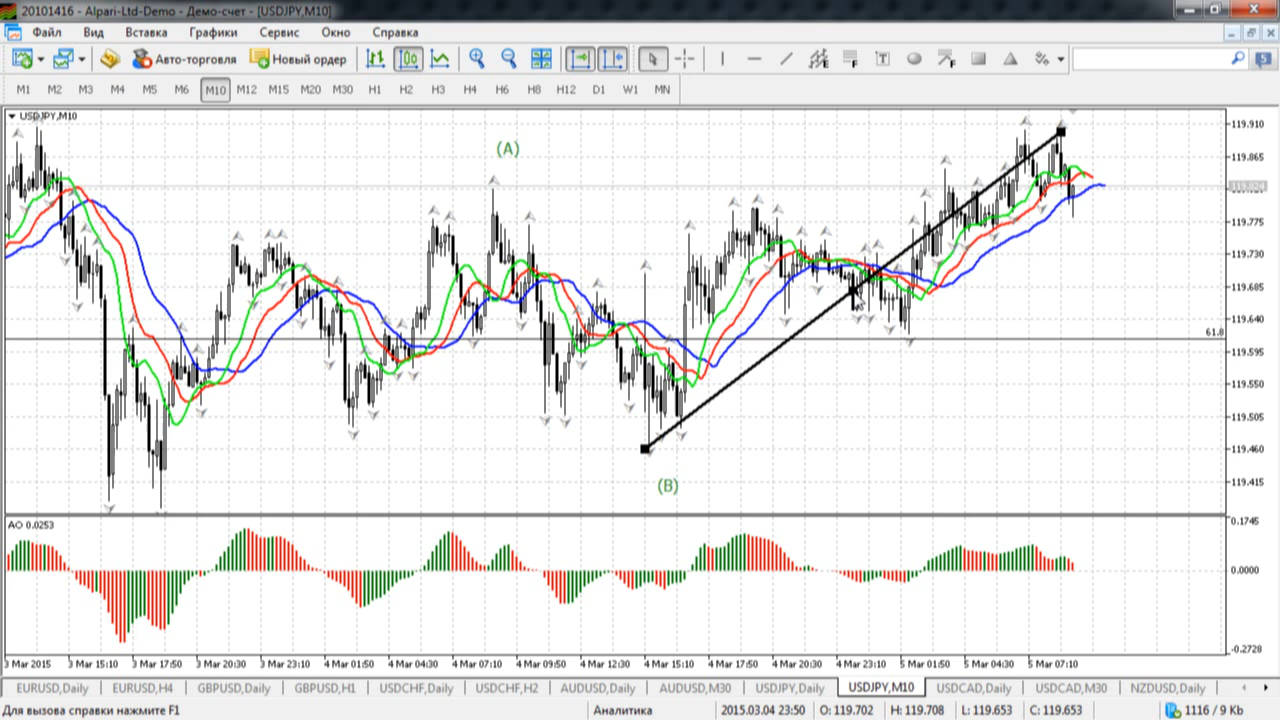 20101416 - Alpari-Ltd-Demo - Демо-счет - [USDJPY,M10]
Файл Вид Вставка Графики Сервис Окно Справка
Авто-торговля Новый ордер
M1 M2 M3 M4 M5 M6 M10 M12 M15 M20 M30 H1 H2 H3 H4 H6 H8 H12 D1 W1 MN
USDJPY,M10
119.910
(A)
119.865
119.775
119.730
119.685
119.640
61.8
119.595
119.550
119.505
119.460
(B)
119.415
AO 0.0253
0.1745
0.0000
-0.2728
3 Mar 2015 3 Mar 15:10 3 Mar 17:50 3 Mar 20:30 3 Mar 23:10 4 Mar 01:50 4 Mar 04:30 4 Mar 07:10 4 Mar 09:50 4 Mar 12:30 4 Mar 15:10 4 Mar 17:50 4 Mar 20:30 4 Mar 23:10 5 Mar 01:50 5 Mar 04:30 5 Mar 07:10
EURUSD,Daily EURUSD,H4 GBPUSD,Daily GBPUSD,H1 USDCHF,Daily USDCHF,H2 AUDUSD,Daily AUDUSD,M30 USDJPY,Daily USDJPY,M10 USDCAD,Daily USDCAD,M30 NZDUSD,Daily
Для вызова справки нажмите F1 Аналитика 2015.03.04 23:50 O: 119.702 H: 119.708 L: 119.653 C: 119.653 1116 / 9 Kb